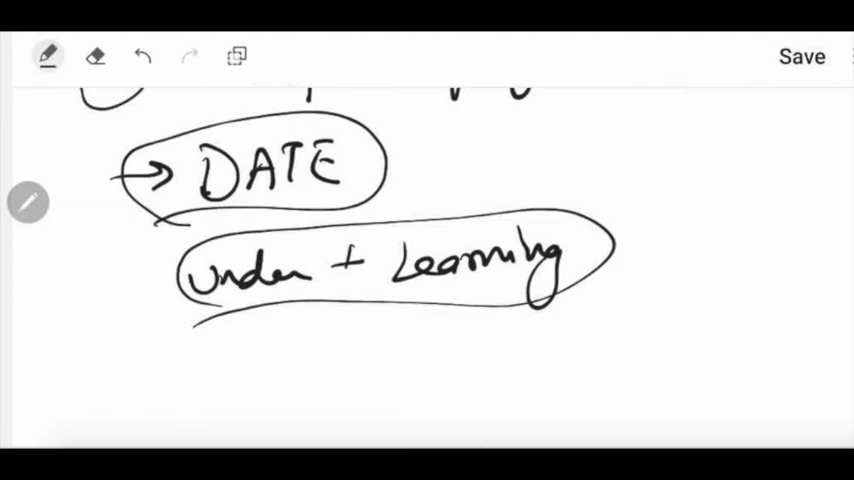 Save
→ DATE
under + Learning